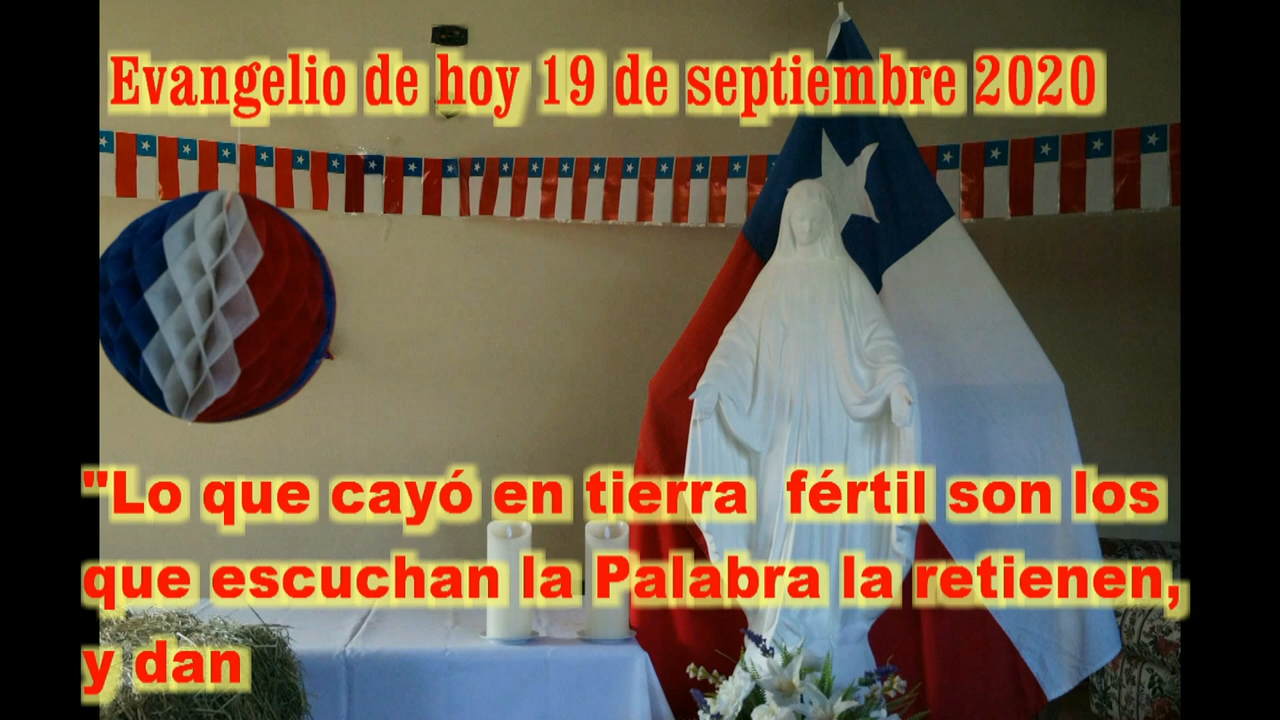 Evangelio de hoy 19 de septiembre 2020
"Lo que cayó en tierra fértil son los
que escuchan la Palabra la retienen,
y dan